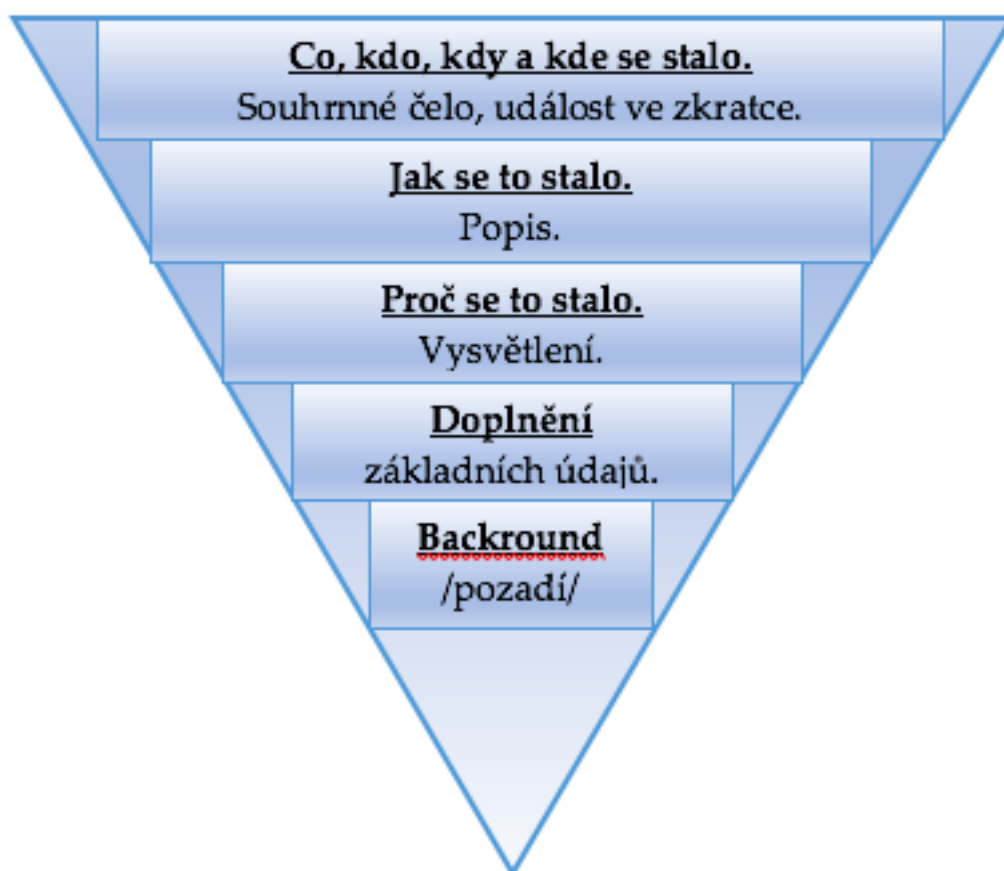 Co, kdo, kdy a kde se stalo.
Souhrnné čelo, událost ve zkratce.
Jak se to stalo.
Popis.
Proč se to stalo.
Vysvětlení.
Doplnění
základních údajů.
Backround
/pozadí/